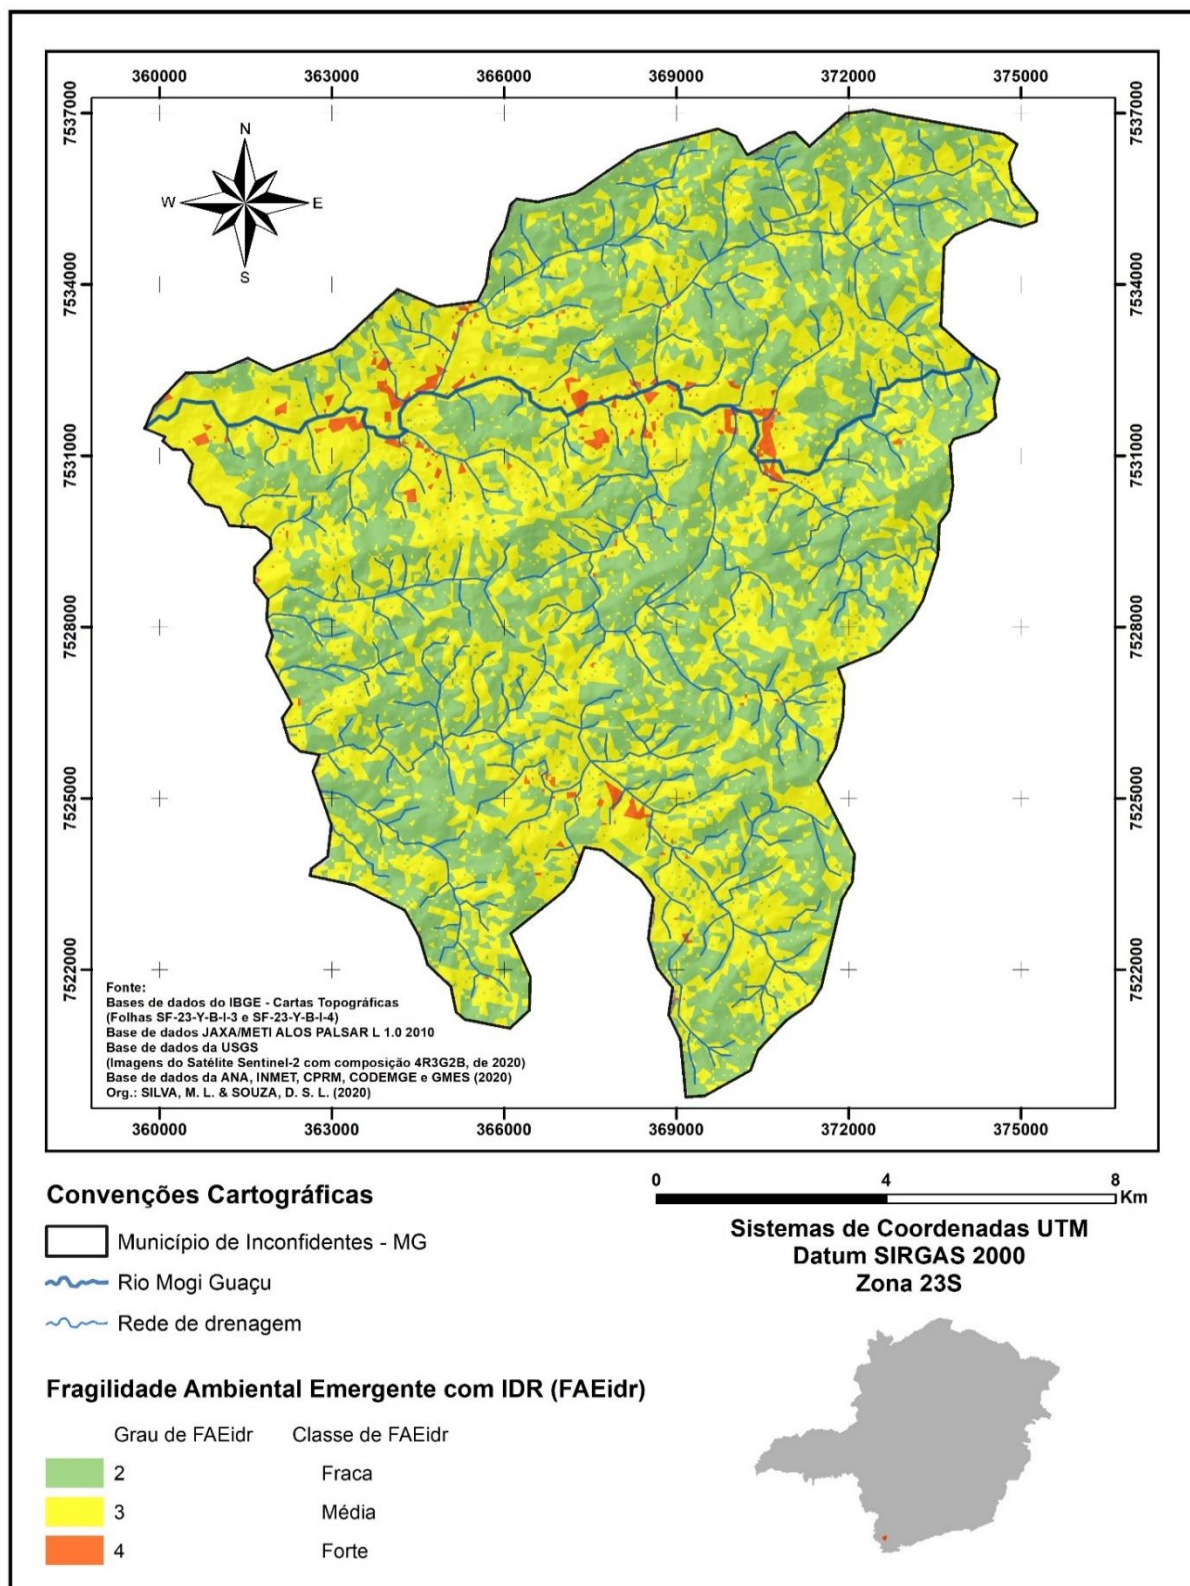 360000 363000 366000 369000 372000 375000
7537000 7537000
N
W E
S
7534000 7534000
7531000 7531000
7528000 7528000
7525000 7525000
7522000 7522000
Fonte:
Bases de dados do IBGE - Cartas Topográficas
(Folhas SF-23-Y-B-I-3 e SF-23-Y-B-I-4)
Base de dados JAXA/METI ALOS PALSAR L 1.0 2010
Base de dados da USGS
(Imagens do Satélite Sentinel-2 com composição 4R3G2B, de 2020)
Base de dados da ANA, INMET, CPRM, CODEMGE e GMES (2020)
Org.: SILVA, M. L. & SOUZA, D. S. L. (2020)
360000 363000 366000 369000 372000 375000
Convenções Cartográficas
Município de Inconfidentes - MG
Rio Mogi Guaçu
Rede de drenagem
0 4 8
Km
Sistemas de Coordenadas UTM
Datum SIRGAS 2000
Zona 23S
Fragilidade Ambiental Emergente com IDR (FAEidr)
Grau de FAEidr Classe de FAEidr
2 Fraca
3 Média
4 Forte